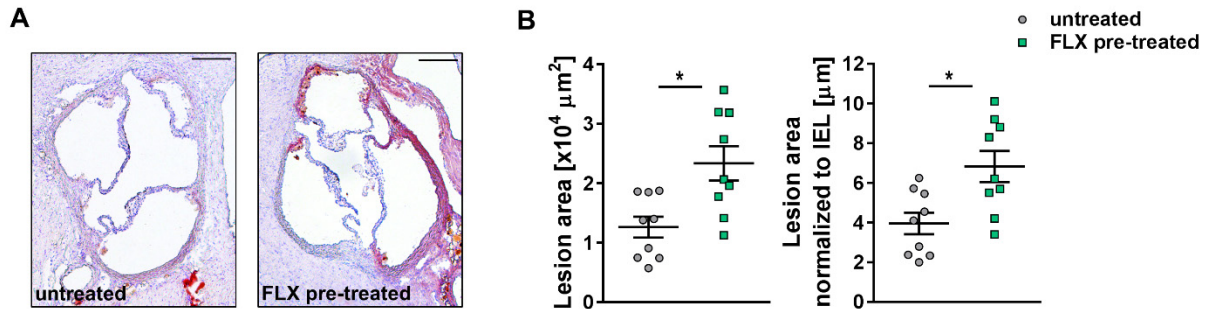 A
untreated
FLX pre-treated
B
untreated
FLX pre-treated
Lesion area [x10⁴ μm²]
4
3
2
1
0
*
Lesion area
normalized to IEL [μm]
12
10
8
6
4
2
0
*